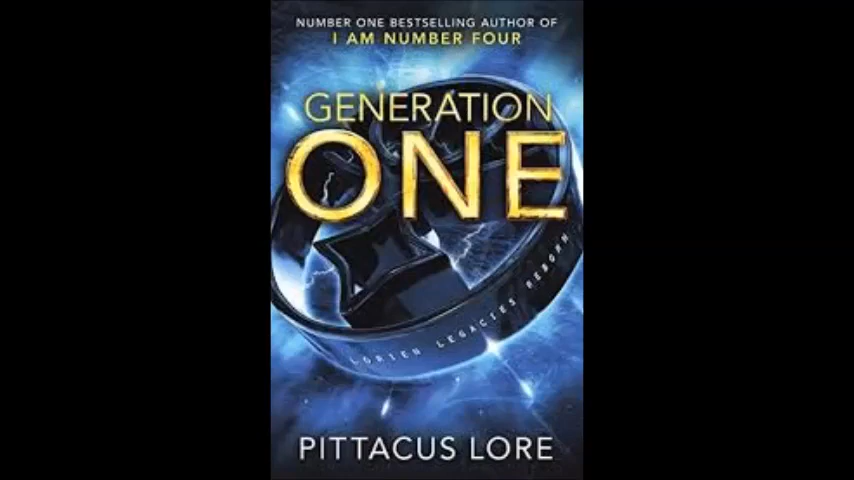 NUMBER ONE BESTSELLING AUTHOR OF
I AM NUMBER FOUR
GENERATION
ONE
LORIEN LEGACIES REBORN
PITTACUS LORE